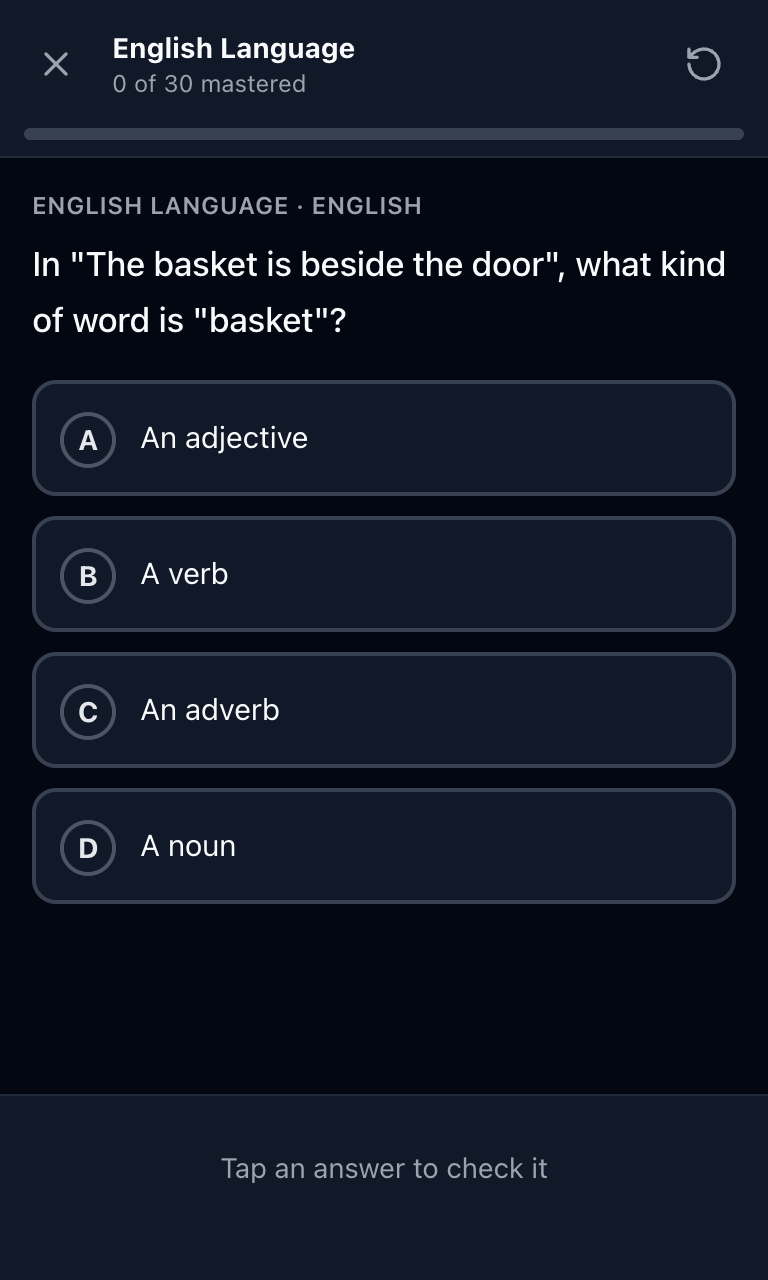 English Language
0 of 30 mastered
ENGLISH LANGUAGE · ENGLISH
In "The basket is beside the door", what kind
of word is "basket"?
A An adjective
B A verb
C An adverb
D A noun
Tap an answer to check it